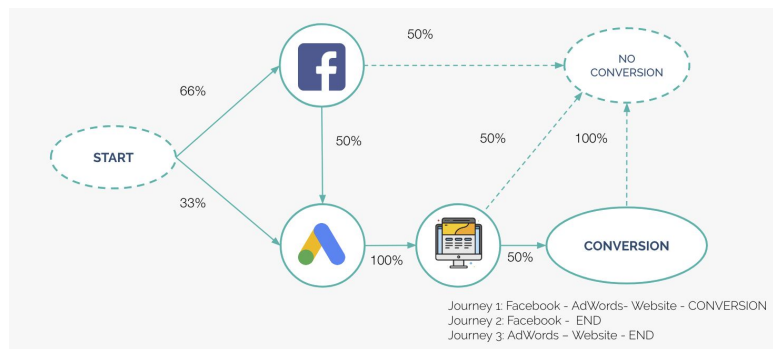 50%
NO
CONVERSION
66%
50%
50%
100%
START
33%
100%
50%
CONVERSION
Journey 1: Facebook - AdWords- Website - CONVERSION
Journey 2: Facebook - END
Journey 3: AdWords – Website - END